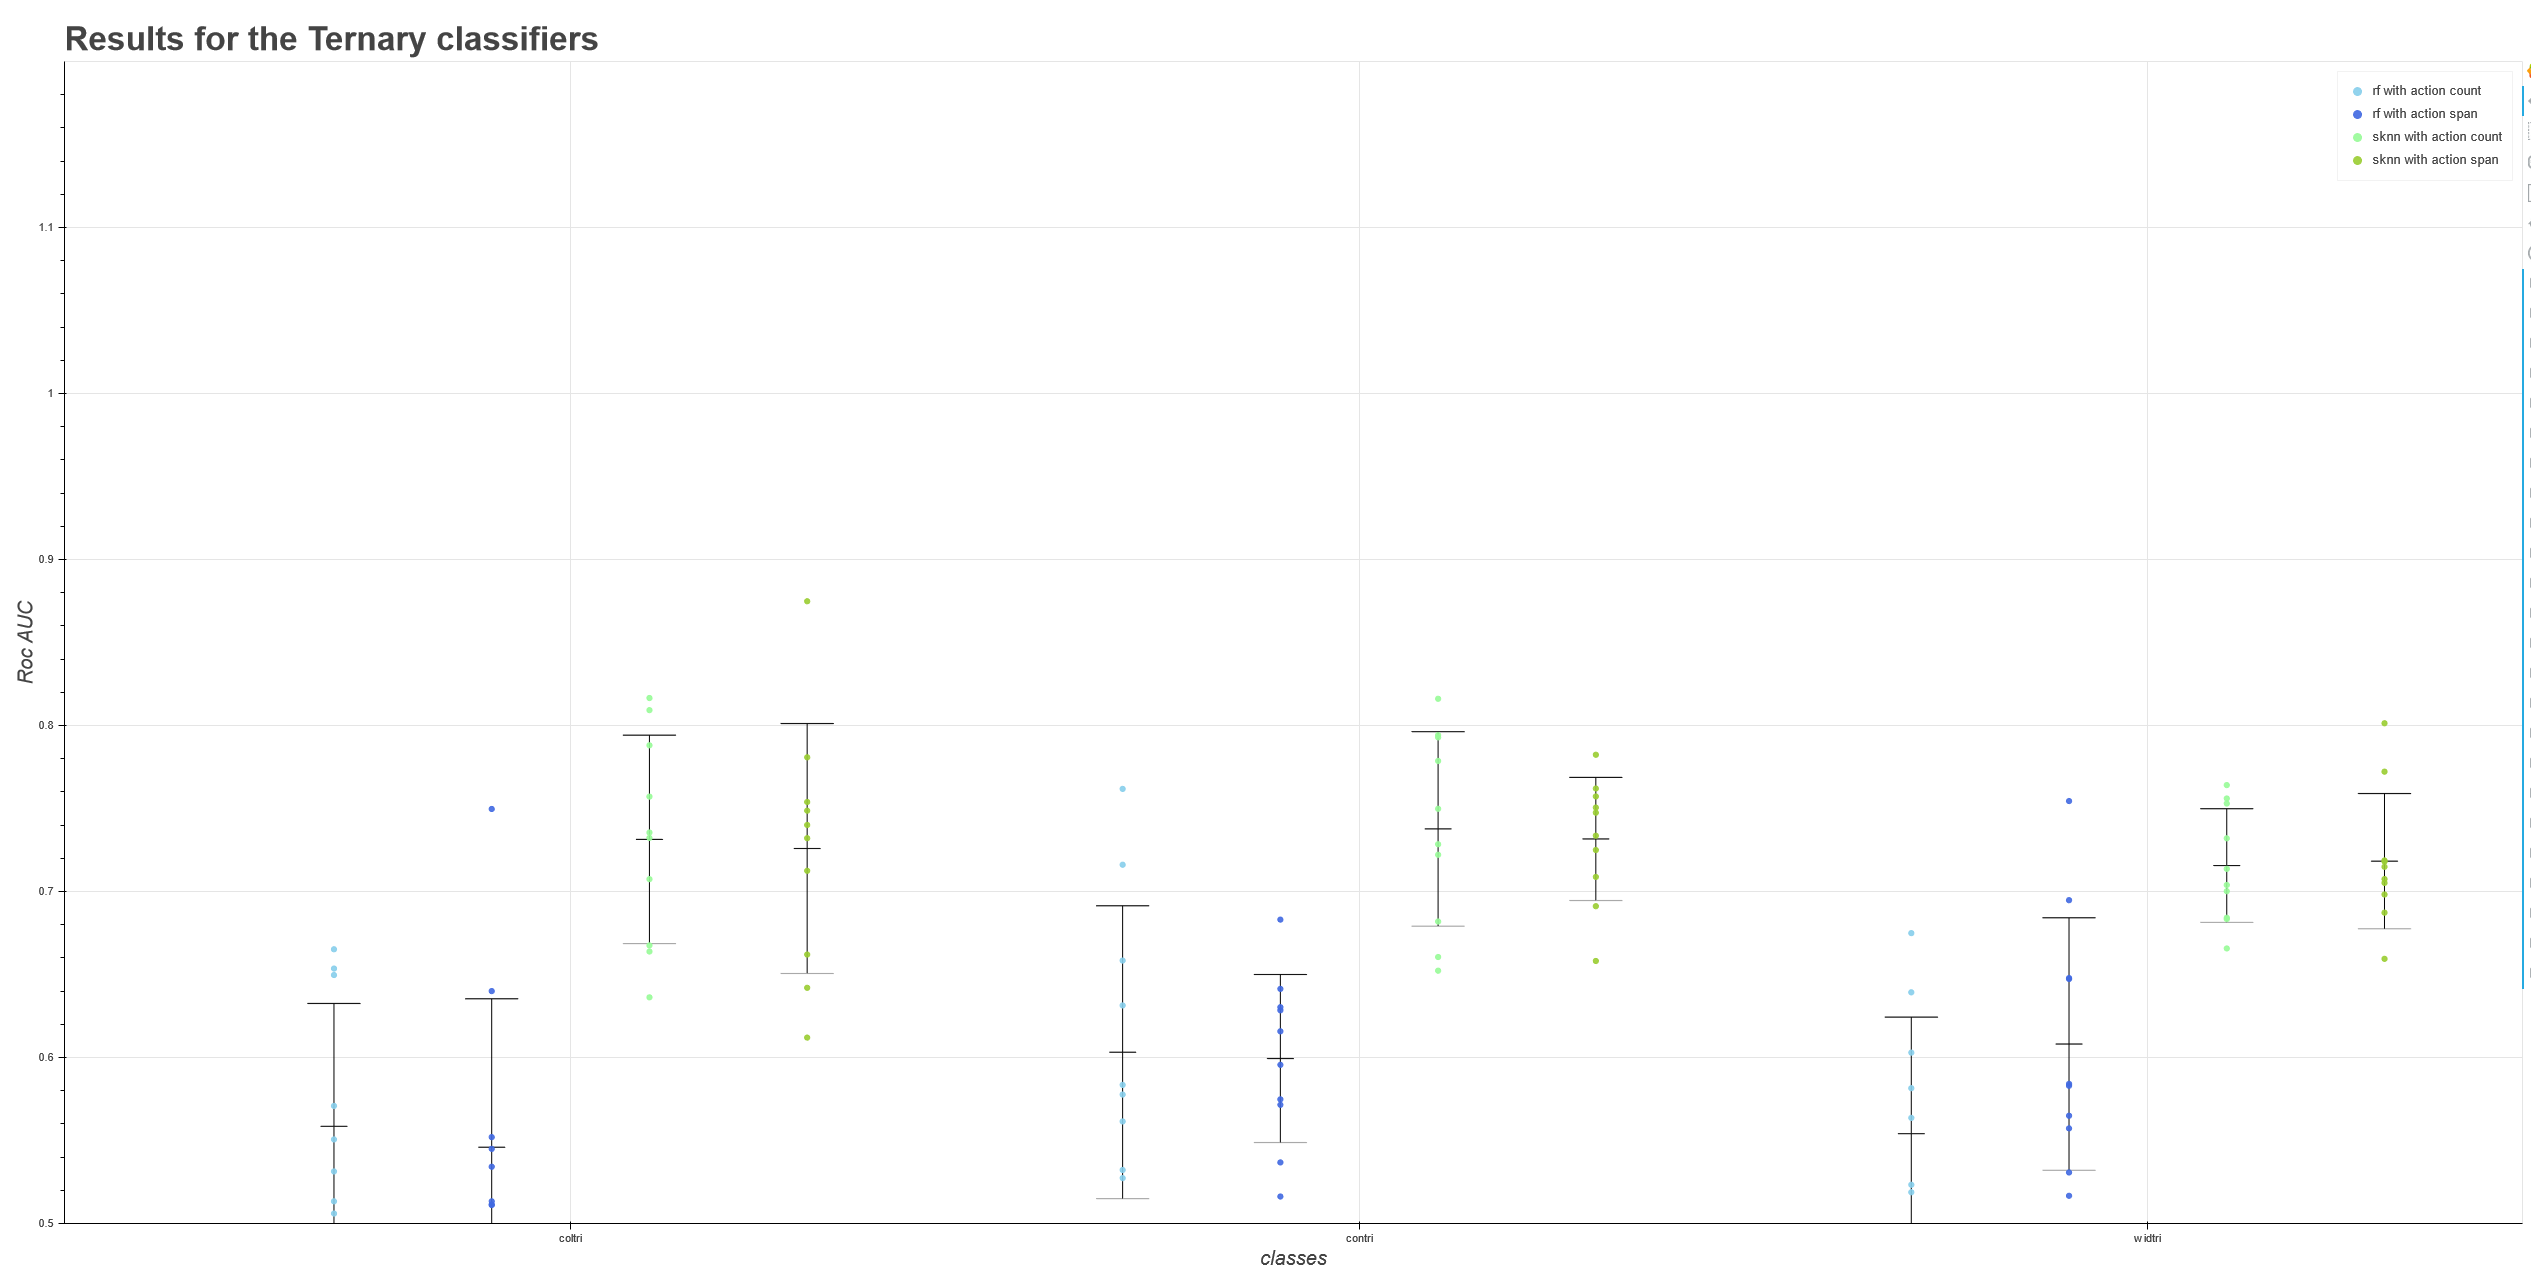 Results for the Ternary classifiers
rf with action count
rf with action span
sknn with action count
sknn with action span
1.1
1
0.9
0.8
0.7
0.6
0.5
Roc AUC
coltri
contri
widtri
classes